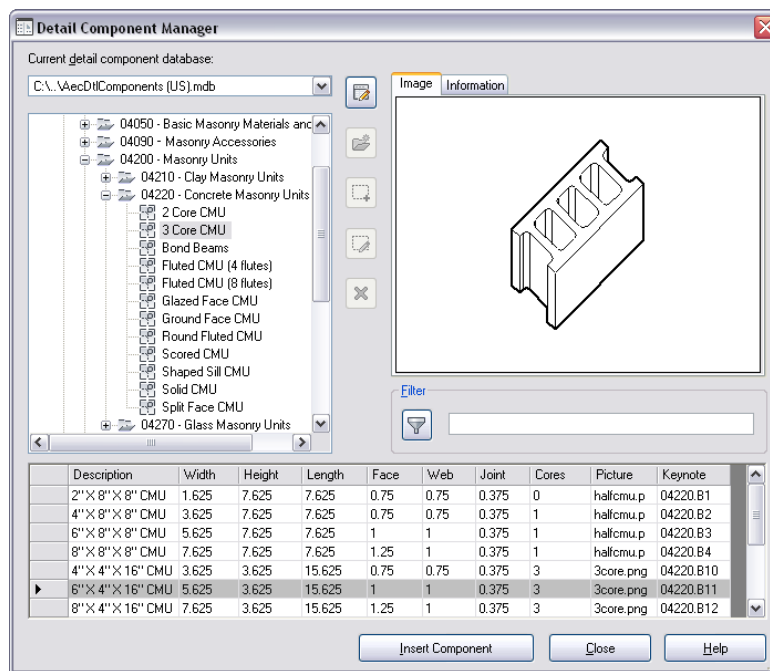 Detail Component Manager
Current detail component database:
C:\..\AecDtlComponents (US).mdb
04050 - Basic Masonry Materials and
04090 - Masonry Accessories
04200 - Masonry Units
04210 - Clay Masonry Units
04220 - Concrete Masonry Units
2 Core CMU
3 Core CMU
Bond Beams
Fluted CMU (4 flutes)
Fluted CMU (8 flutes)
Glazed Face CMU
Ground Face CMU
Round Fluted CMU
Scored CMU
Shaped Sill CMU
Solid CMU
Split Face CMU
04270 - Glass Masonry Units
Image Information
Filter
Description Width Height Length Face Web Joint Cores Picture Keynote
2" X 8" X 8" CMU 1.625 7.625 7.625 0.75 0.75 0.375 0 halfcmu.p 04220.B1
4" X 8" X 8" CMU 3.625 7.625 7.625 0.75 0.75 0.375 1 halfcmu.p 04220.B2
6" X 8" X 8" CMU 5.625 7.625 7.625 1 1 0.375 1 halfcmu.p 04220.B3
8" X 8" X 8" CMU 7.625 7.625 7.625 1.25 1 0.375 1 halfcmu.p 04220.B4
4" X 4" X 16" CMU 3.625 3.625 15.625 0.75 0.75 0.375 3 3core.png 04220.B10
6" X 4" X 16" CMU 5.625 3.625 15.625 1 1 0.375 3 3core.png 04220.B11
8" X 4" X 16" CMU 7.625 3.625 15.625 1.25 1 0.375 3 3core.png 04220.B12
Insert Component Close Help